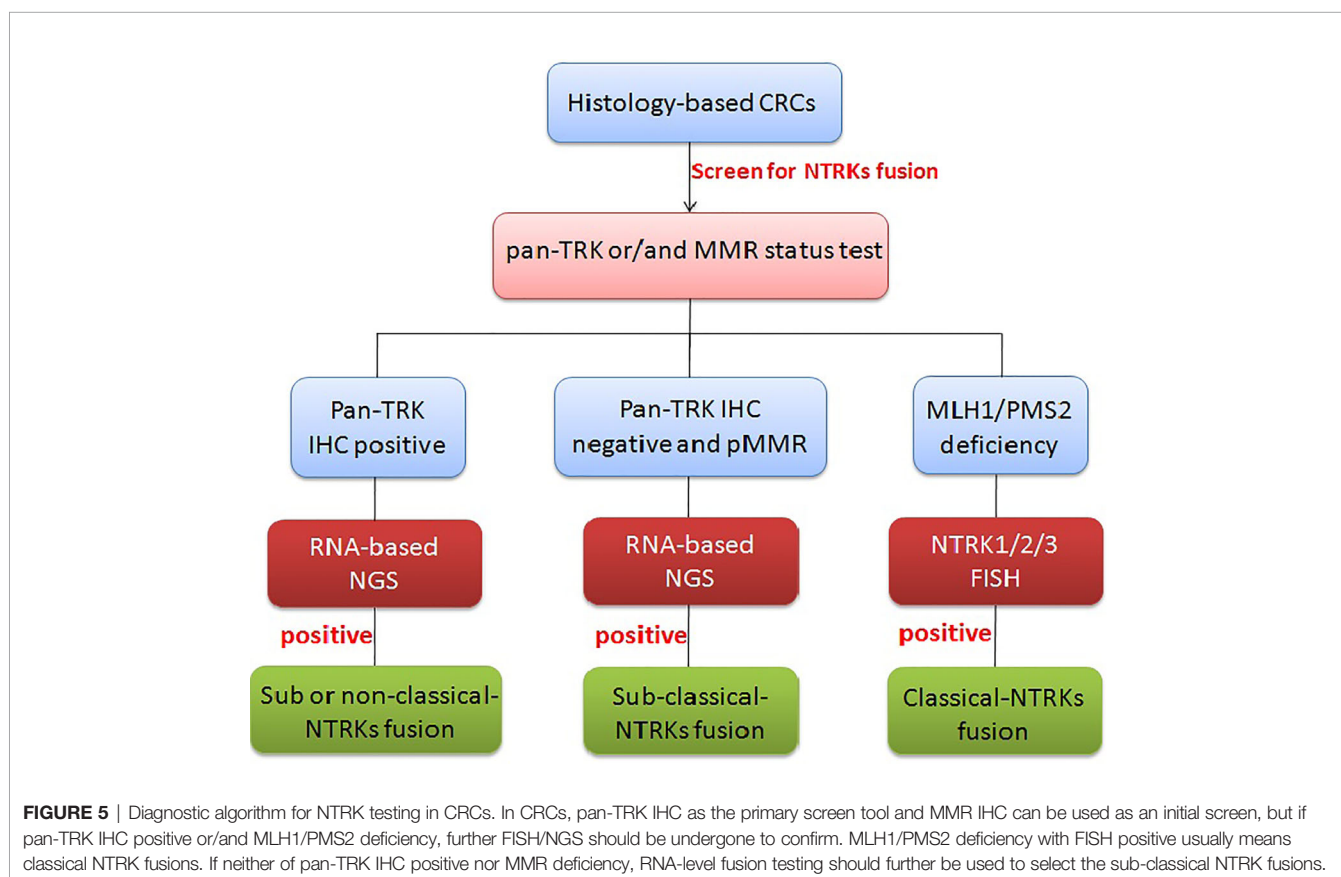 Histology-based CRCs
Screen for NTRKs fusion
pan-TRK or/and MMR status test
Pan-TRK
IHC positive
Pan-TRK IHC
negative and pMMR
MLH1/PMS2
deficiency
RNA-based
NGS
RNA-based
NGS
NTRK1/2/3
FISH
positive
positive
positive
Sub or non-classical-
NTRKs fusion
Sub-classical-
NTRKs fusion
Classical-NTRKs
fusion
FIGURE 5 | Diagnostic algorithm for NTRK testing in CRCs. In CRCs, pan-TRK IHC as the primary screen tool and MMR IHC can be used as an initial screen, but if
pan-TRK IHC positive or/and MLH1/PMS2 deficiency, further FISH/NGS should be undergone to confirm. MLH1/PMS2 deficiency with FISH positive usually means
classical NTRK fusions. If neither of pan-TRK IHC positive nor MMR deficiency, RNA-level fusion testing should further be used to select the sub-classical NTRK fusions.